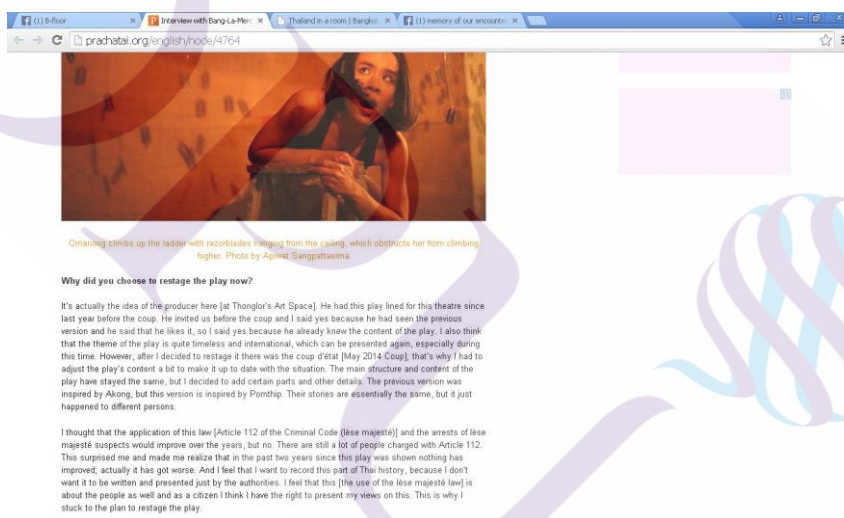 (1) B-floor
Interview with Bang-La-Merd
Thailand in a room | Bangkok
(1) memory of our encounter
prachatai.org/english/node/4764
Ornanong climbs up the ladder with razorblades hanging from the ceiling, which obstructs her from climbing
higher. Photo by Apirat Sangpattasima
Why did you choose to restage the play now?
It's actually the idea of the producer here [at Thonglor's Art Space]. He had this play lined for this theatre since
last year before the coup. He invited us before the coup and I said yes because he had seen the previous
version and he said that he likes it, so I said yes because he already knew the content of the play. I also think
that the theme of the play is quite timeless and international, which can be presented again, especially during
this time. However, after I decided to restage it there was the coup d'état [May 2014 Coup]; that's why I had to
adjust the play's content a bit to make it up to date with the situation. The main structure and content of the
play have stayed the same, but I decided to add certain parts and other details. The previous version was
inspired by Akong, but this version is inspired by Pornthip. Their stories are essentially the same, but it just
happened to different persons.
I thought that the application of this law [Article 112 of the Criminal Code (lèse majesté)] and the arrests of lèse
majesté suspects would improve over the years, but no. There are still a lot of people charged with Article 112.
This surprised me and made me realize that in the past two years since this play was shown nothing has
improved; actually it has got worse. And I feel that I want to record this part of Thai history, because I don't
want it to be written and presented just by the authorities. I feel that this [the use of the lèse majesté law] is
about the people as well and as a citizen I think I have the right to present my views on this. This is why I
stuck to the plan to restage the play.